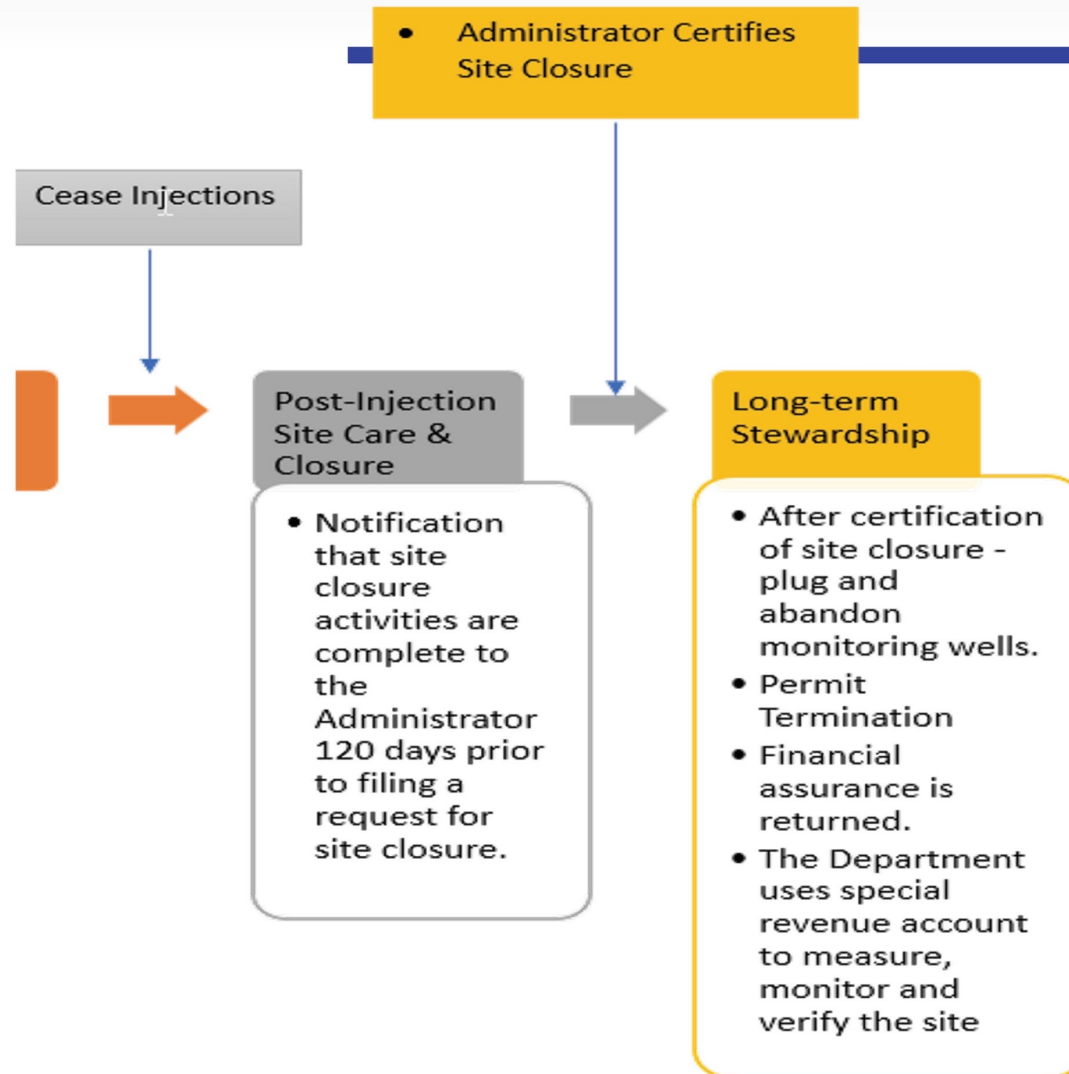 • Administrator Certifies
Site Closure
Cease Injections
Post-Injection
Site Care &
Closure
• Notification
that site
closure
activities are
complete to
the
Administrator
120 days prior
to filing a
request for
site closure.
Long-term
Stewardship
• After certification
of site closure -
plug and
abandon
monitoring wells.
• Permit
Termination
• Financial
assurance is
returned.
• The Department
uses special
revenue account
to measure,
monitor and
verify the site